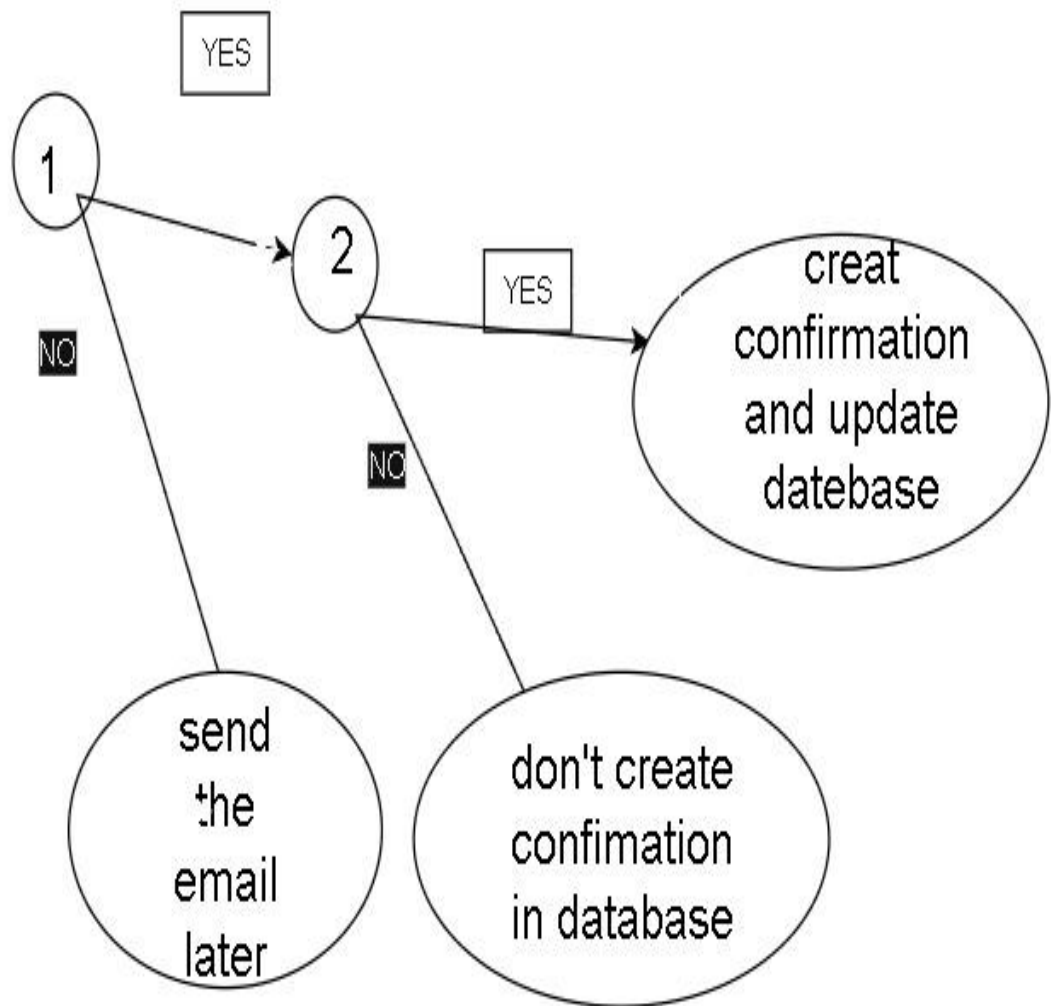 YES
1
2
YES
creat
confirmation
and update
datebase
NO
NO
send
the
email
later
don't create
confimation
in database